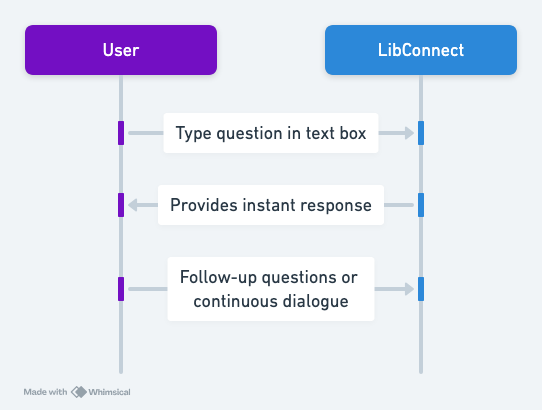 User
LibConnect
Type question in text box
Provides instant response
Follow-up questions or
continuous dialogue
Made with Whimsical